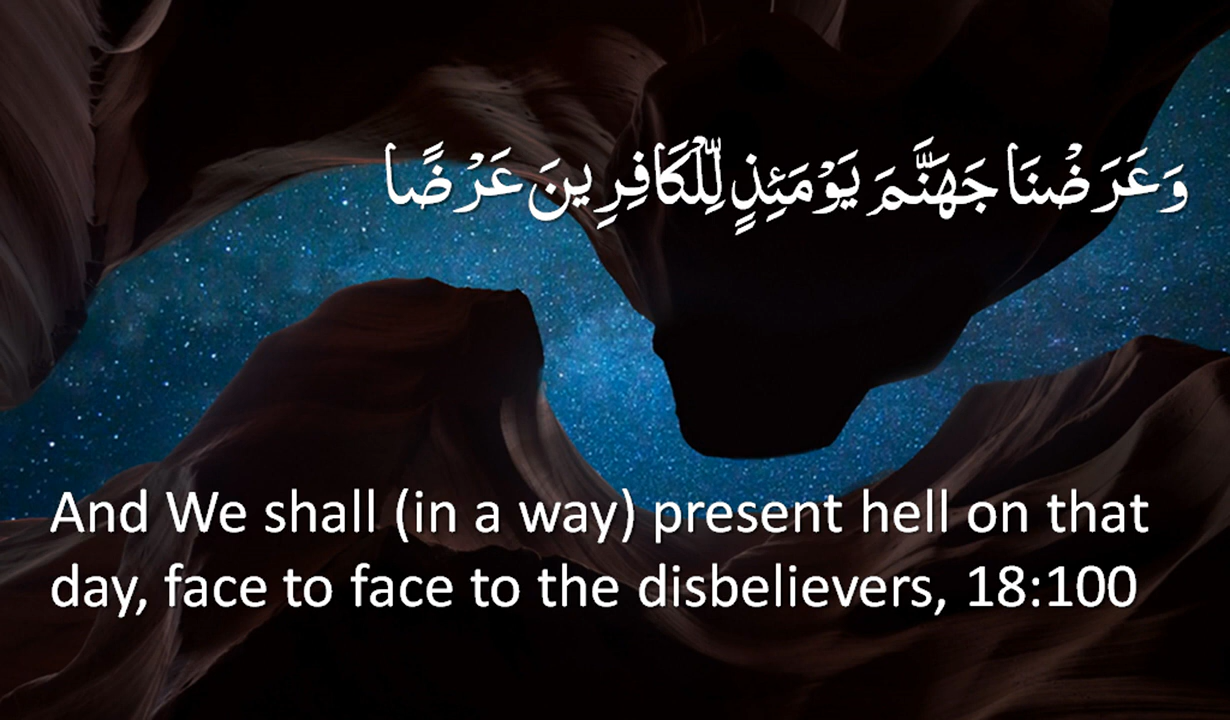 وَعَرَضْنَا جَهَنَّمَ يَوْمَئِذٍ لِّلْكَافِرِينَ عَرْضًا
And We shall (in a way) present hell on that
day, face to face to the disbelievers, 18:100